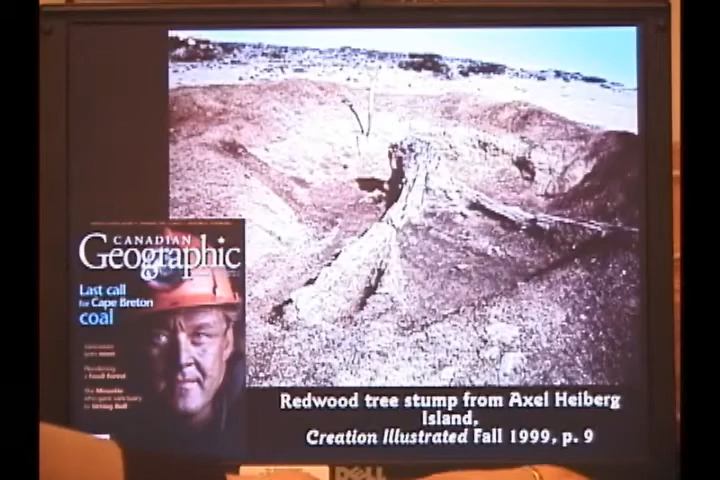 CANADIAN
Geographic
Last call
for Cape Breton
coal
Redwood tree stump from Axel Heiberg
Island,
Creation Illustrated Fall 1999, p. 9
DELL